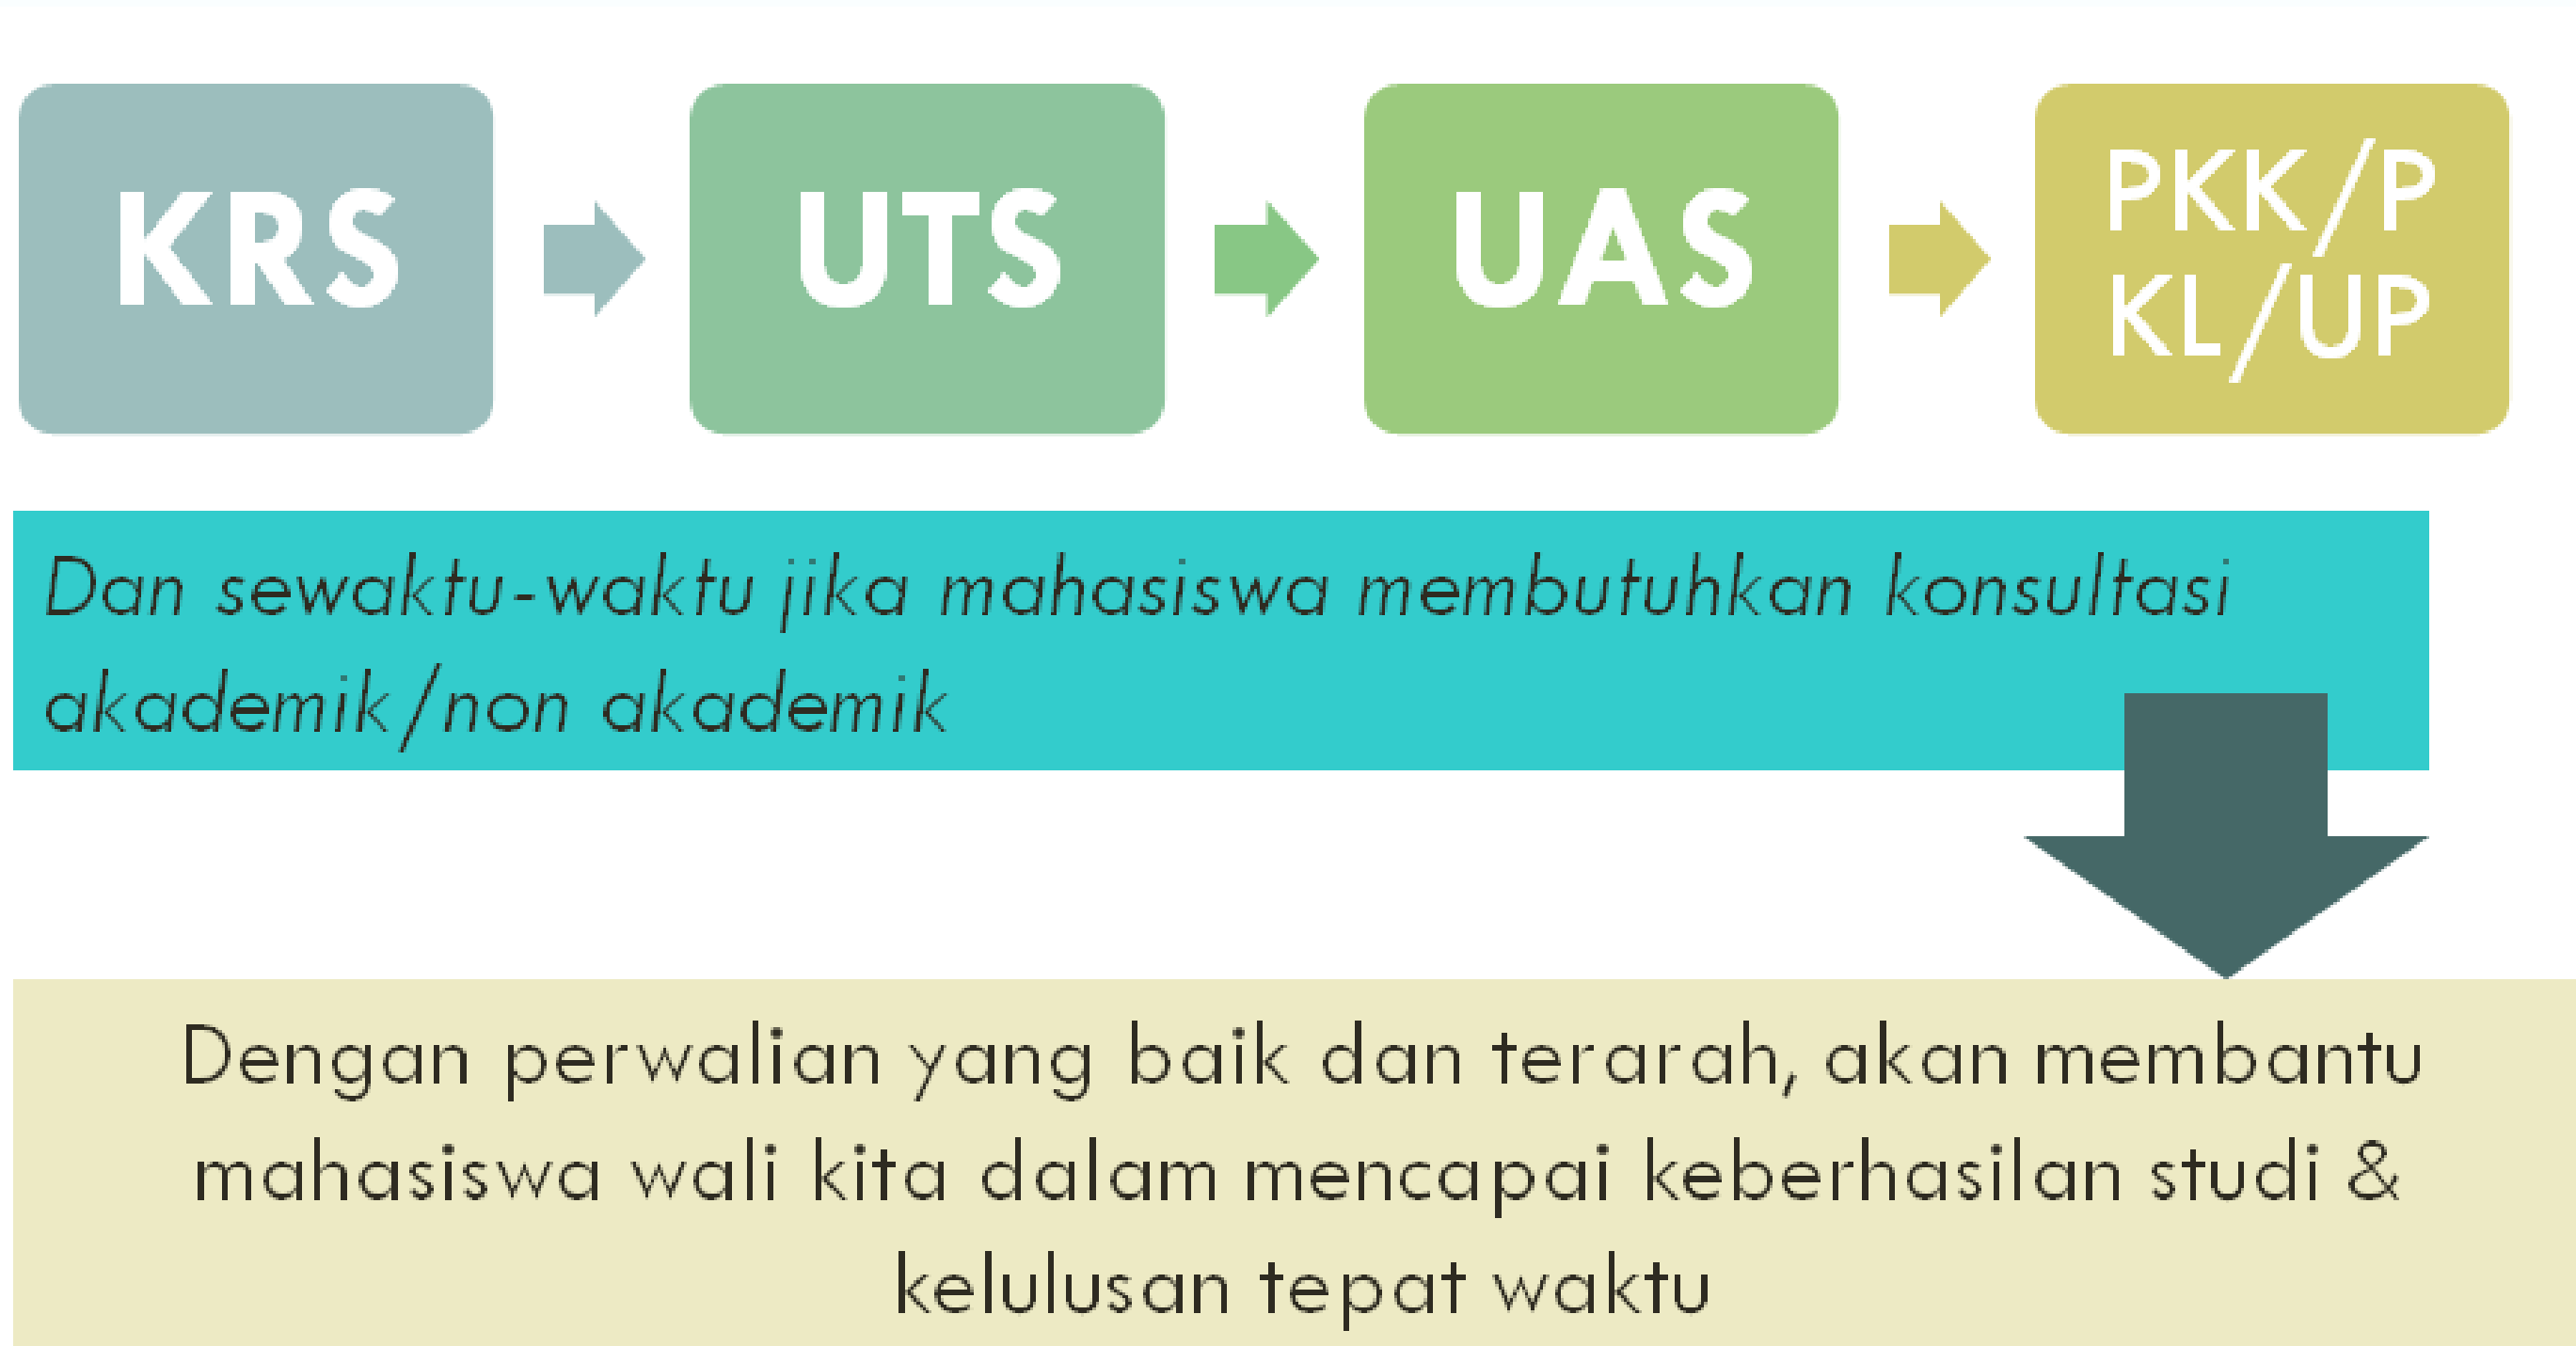 KRS
UTS
UAS
PKK/P
KL/UP
Dan sewaktu-waktu jika mahasiswa membutuhkan konsultasi
akademik/non akademik
Dengan perwalian yang baik dan terarah, akan membantu
mahasiswa wali kita dalam mencapai keberhasilan studi &
kelulusan tepat waktu